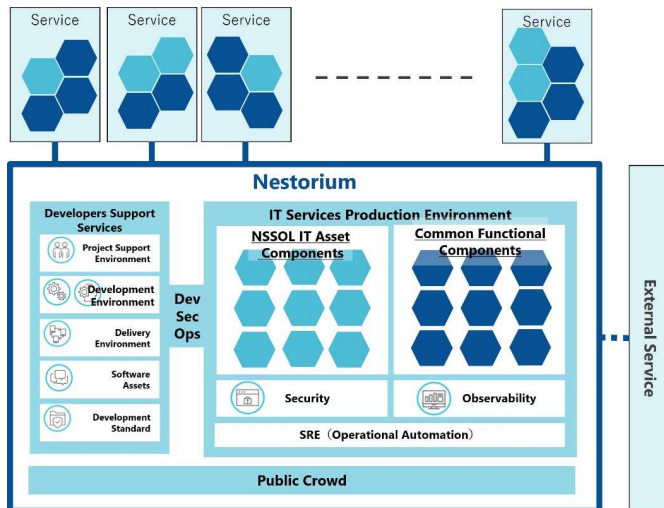 Service
Service
Service
Service
Nestorium
Developers Support
Services
Project Support
Environment
Development
Environment
Delivery
Environment
Software
Assets
Development
Standard
Dev
Sec
Ops
IT Services Production Environment
NSSOL IT Asset
Components
Common Functional
Components
Security
Observability
SRE（Operational Automation）
Public Crowd
External Service